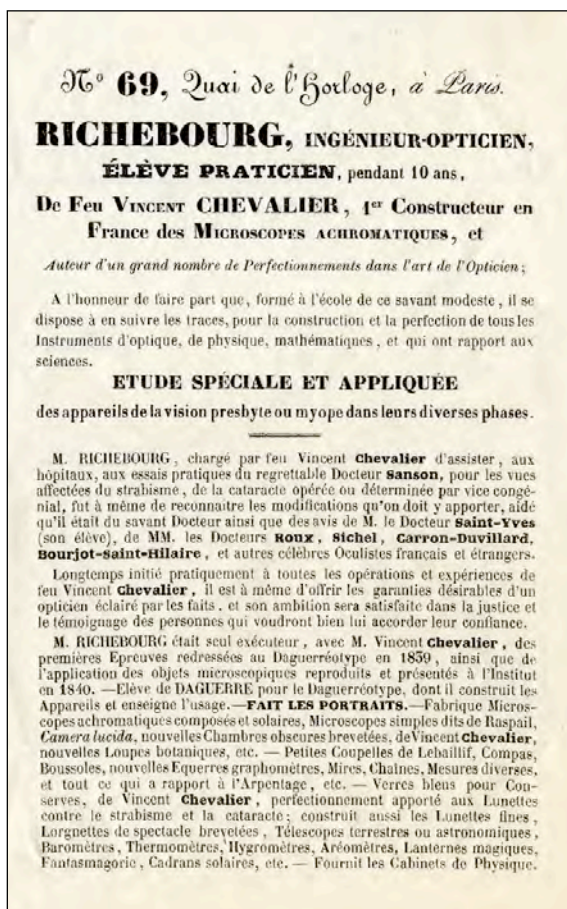 N° 69, Quai de l'Horloge, à Paris.
RICHEBOURG, INGÉNIEUR-OPTICIEN,
ÉLÈVE PRATICIEN, pendant 10 ans,
De Feu VINCENT CHEVALIER, 1er Constructeur en
France des MICROSCOPES ACHROMATIQUES, et
Auteur d'un grand nombre de Perfectionnements dans l'art de l'Opticien;
A l'honneur de faire part que, formé à l'école de ce savant modeste, il se
dispose à en suivre les traces, pour la construction et la perfection de tous les
Instruments d'optique, de physique, mathématiques, et qui ont rapport aux
sciences.
ETUDE SPÉCIALE ET APPLIQUÉE
des appareils de la vision presbyte ou myope dans leurs diverses phases.
M. RICHEBOURG, chargé par feu Vincent Chevalier d'assister, aux
hôpitaux, aux essais pratiques du regrettable Docteur Sanson, pour les vues
affectées du strabisme, de la cataracte opérée ou déterminée par vice congé-
nial, fut à même de reconnaitre les modifications qu'on doit y apporter, aidé
qu'il était du savant Docteur ainsi que des avis de M. le Docteur Saint-Yves
(son élève), de MM. les Docteurs Roux, Sichel, Carron-Duvillard,
Bourjot-Saint-Hilaire, et autres célèbres Oculistes français et étrangers.
Longtemps initié pratiquement à toutes les opérations et expériences de
feu Vincent Chevalier, il est à même d'offrir les garanties désirables d'un
opticien éclairé par les faits, et son ambition sera satisfaite dans la justice et
le témoignage des personnes qui voudront bien lui accorder leur confiance.
M. RICHEBOURG était seul exécuteur, avec M. Vincent Chevalier, des
premières Epreuves redressées au Daguerréotype en 1839, ainsi que de
l'application des objets microscopiques reproduits et présentés à l'Institut
en 1840. —Elève de DAGUERRE pour le Daguerréotype, dont il construit les
Appareils et enseigne l'usage.—FAIT LES PORTRAITS.—Fabrique Micros-
copes achromatiques composés et solaires, Microscopes simples dits de Raspail,
Camera lucida, nouvelles Chambres obscures brevetées, de Vincent Chevalier,
nouvelles Loupes botaniques, etc. — Petites Coupelles de Lebaillif, Compas,
Boussoles, nouvelles Equerres graphomètres, Mires, Chaînes, Mesures diverses,
et tout ce qui a rapport à l'Arpentage, etc. — Verres bleus pour Con-
serves, de Vincent Chevalier, perfectionnement apporté aux Lunettes
contre le strabisme et la cataracte; construit aussi les Lunettes fines,
Lorgnettes de spectacle brevetées, Télescopes terrestres ou astronomiques,
Baromètres, Thermomètres, Hygromètres, Aréomètres, Lanternes magiques,
Fantasmagorie, Cadrans solaires, etc. — Fournit les Cabinets de Physique.